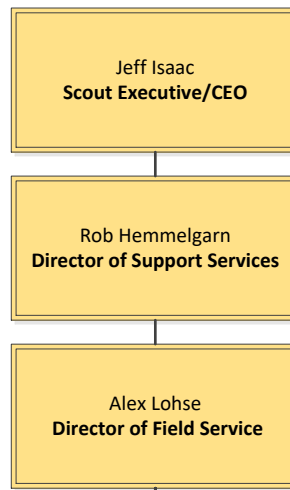 Jeff Isaac
Scout Executive/CEO
Rob Hemmelgarn
Director of Support Services
Alex Lohse
Director of Field Service